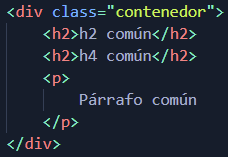 <div class="contenedor">
    <h2>h2 común</h2>
    <h2>h4 común</h2>
    <p>
        Párrafo común
    </p>
</div>